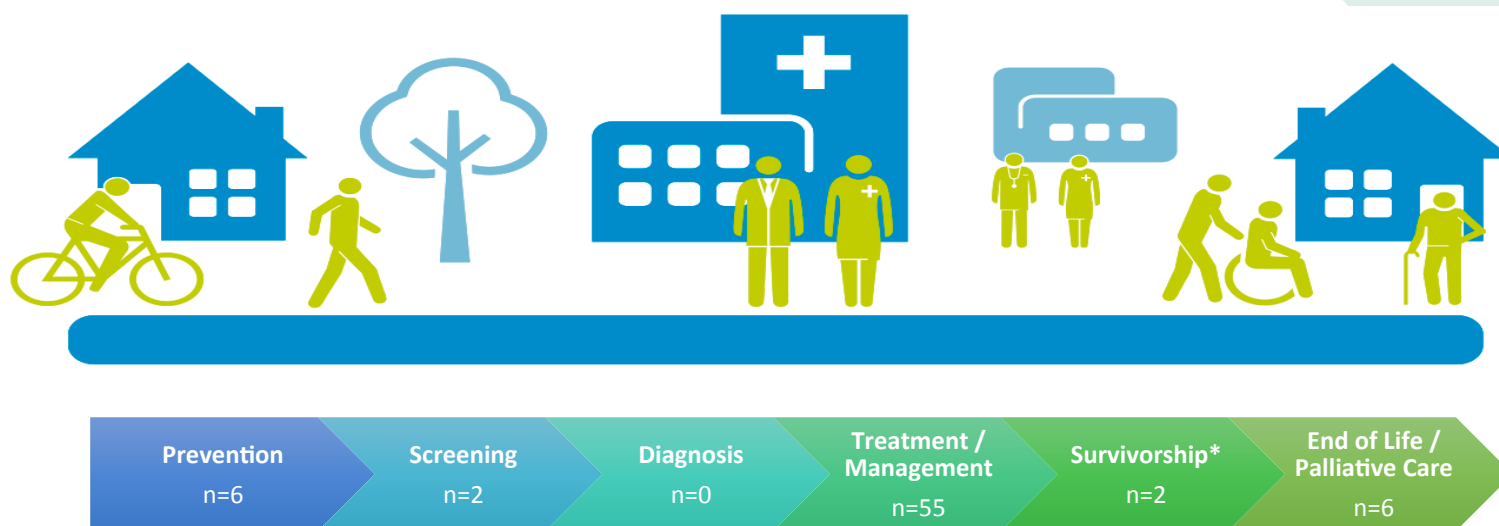 Prevention
n=6
Screening
n=2
Diagnosis
n=0
Treatment /
Management
n=55
Survivorship*
n=2
End of Life /
Palliative Care
n=6